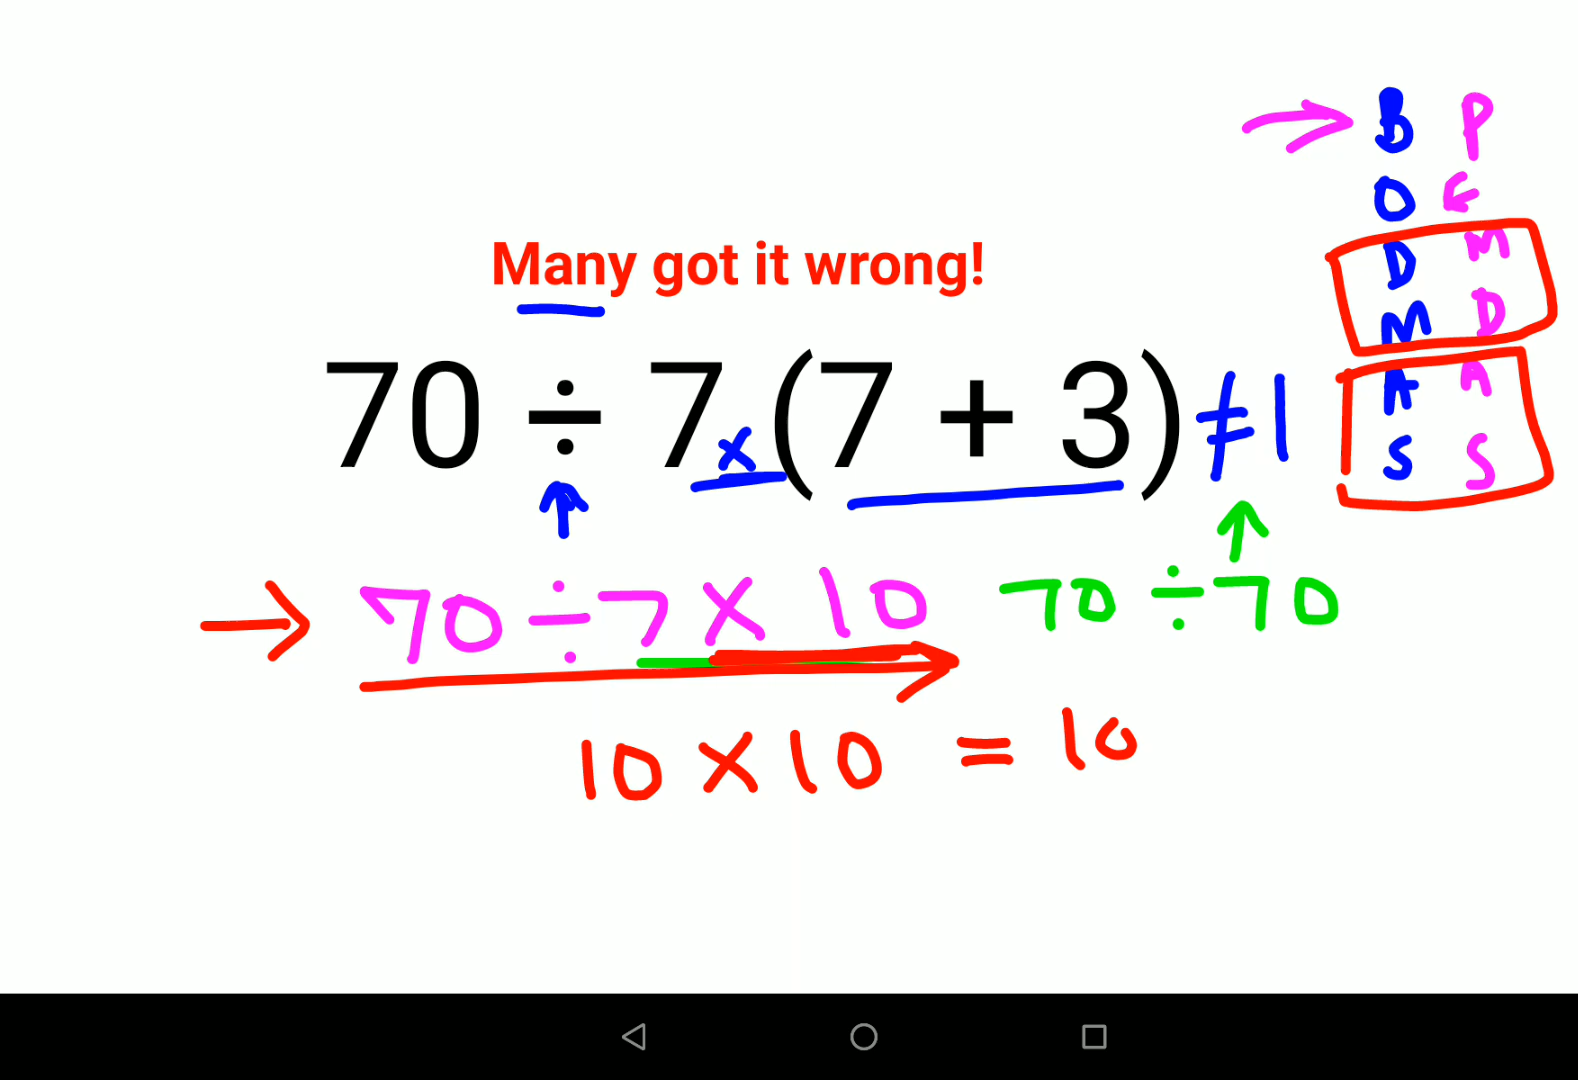 B P
O E
Many got it wrong!
D M
M D
70 ÷ 7 x (7 + 3) ≠ 1
A A
S S
70 ÷ 7 X 10 70 ÷ 70
10 X 10 = 10